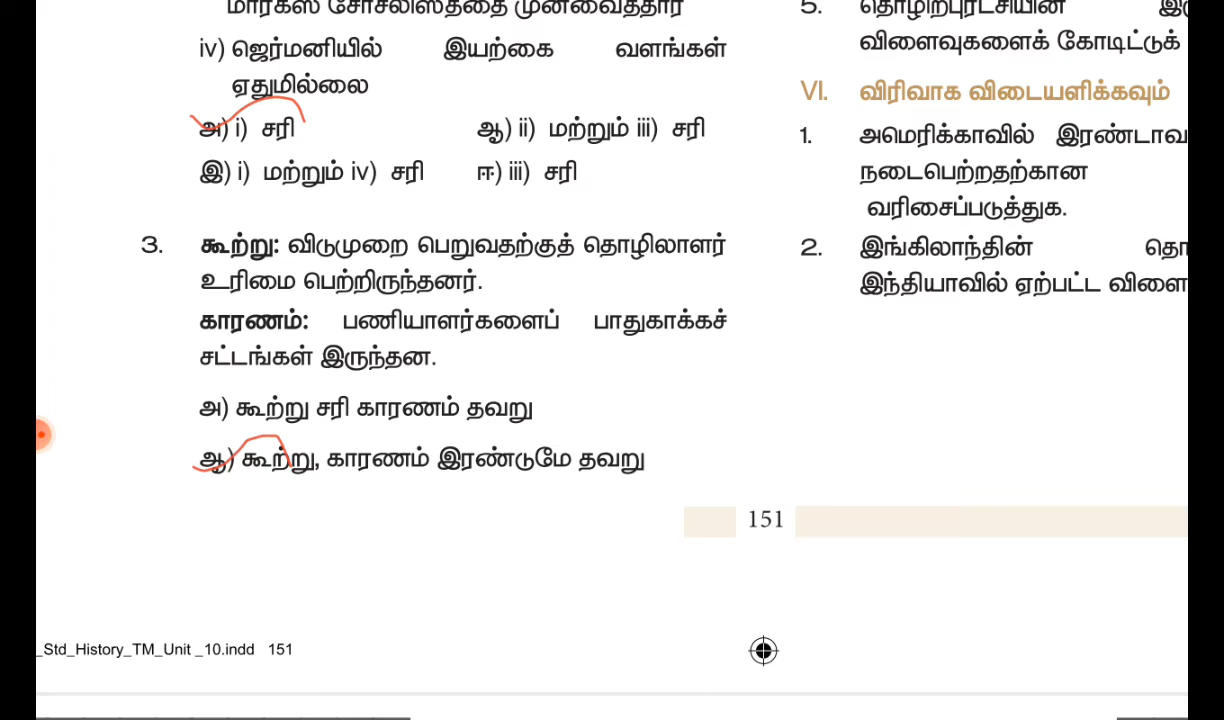 மார்க்ஸ் சோசலிஸத்தை முன்வைத்தார்
iv) ஜெர்மனியில் இயற்கை வளங்கள்
ஏதுமில்லை
அ) i) சரி ஆ) ii) மற்றும் iii) சரி
இ) i) மற்றும் iv) சரி ஈ) iii) சரி
3. கூற்று: விடுமுறை பெறுவதற்குத் தொழிலாளர்
உரிமை பெற்றிருந்தனர்.
காரணம்: பணியாளர்களைப் பாதுகாக்கச்
சட்டங்கள் இருந்தன.
அ) கூற்று சரி காரணம் தவறு
ஆ) கூற்று, காரணம் இரண்டுமே தவறு
5. தொழிற்புரட்சியின்
விளைவுகளைக் கோடிட்டுக்
VI. விரிவாக விடையளிக்கவும்
1. அமெரிக்காவில் இரண்டாவ
நடைபெற்றதற்கான
வரிசைப்படுத்துக.
2. இங்கிலாந்தின் தொ
இந்தியாவில் ஏற்பட்ட விளை
151
_Std_History_TM_Unit _10.indd 151